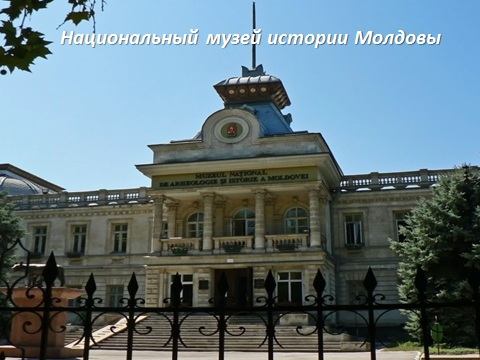 Национальный музей истории Молдовы
MUZEUL NAȚIONAL
DE ARHEOLOGIE ȘI ISTORIE A MOLDOVEI